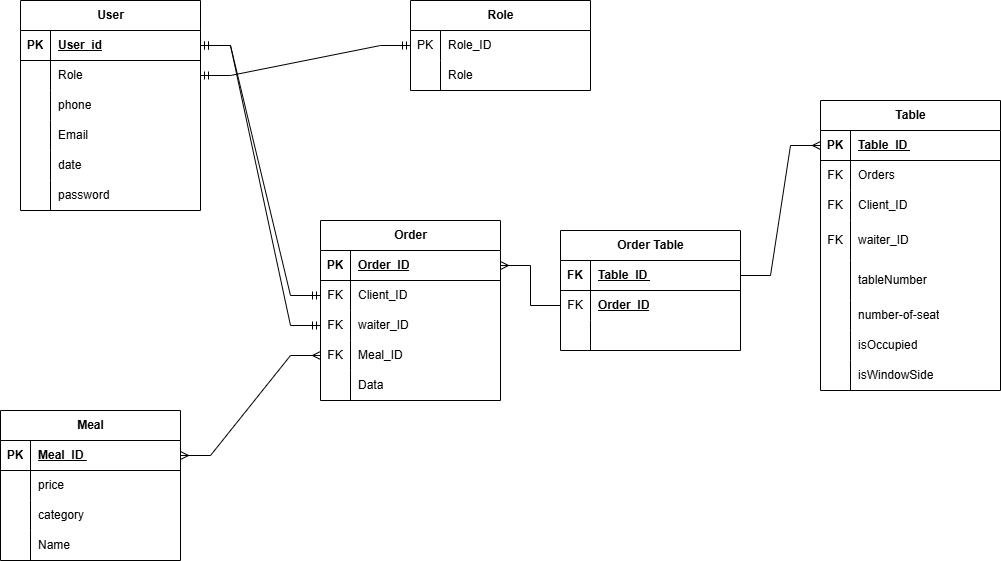 User
PK User_id
Role
phone
Email
date
password
Role
PK Role_ID
Role
Table
PK Table_ID
FK Orders
FK Client_ID
FK waiter_ID
tableNumber
number-of-seat
isOccupied
isWindowSide
Order
PK Order_ID
FK Client_ID
FK waiter_ID
FK Meal_ID
Data
Order Table
FK Table_ID
FK Order_ID
Meal
PK Meal_ID
price
category
Name